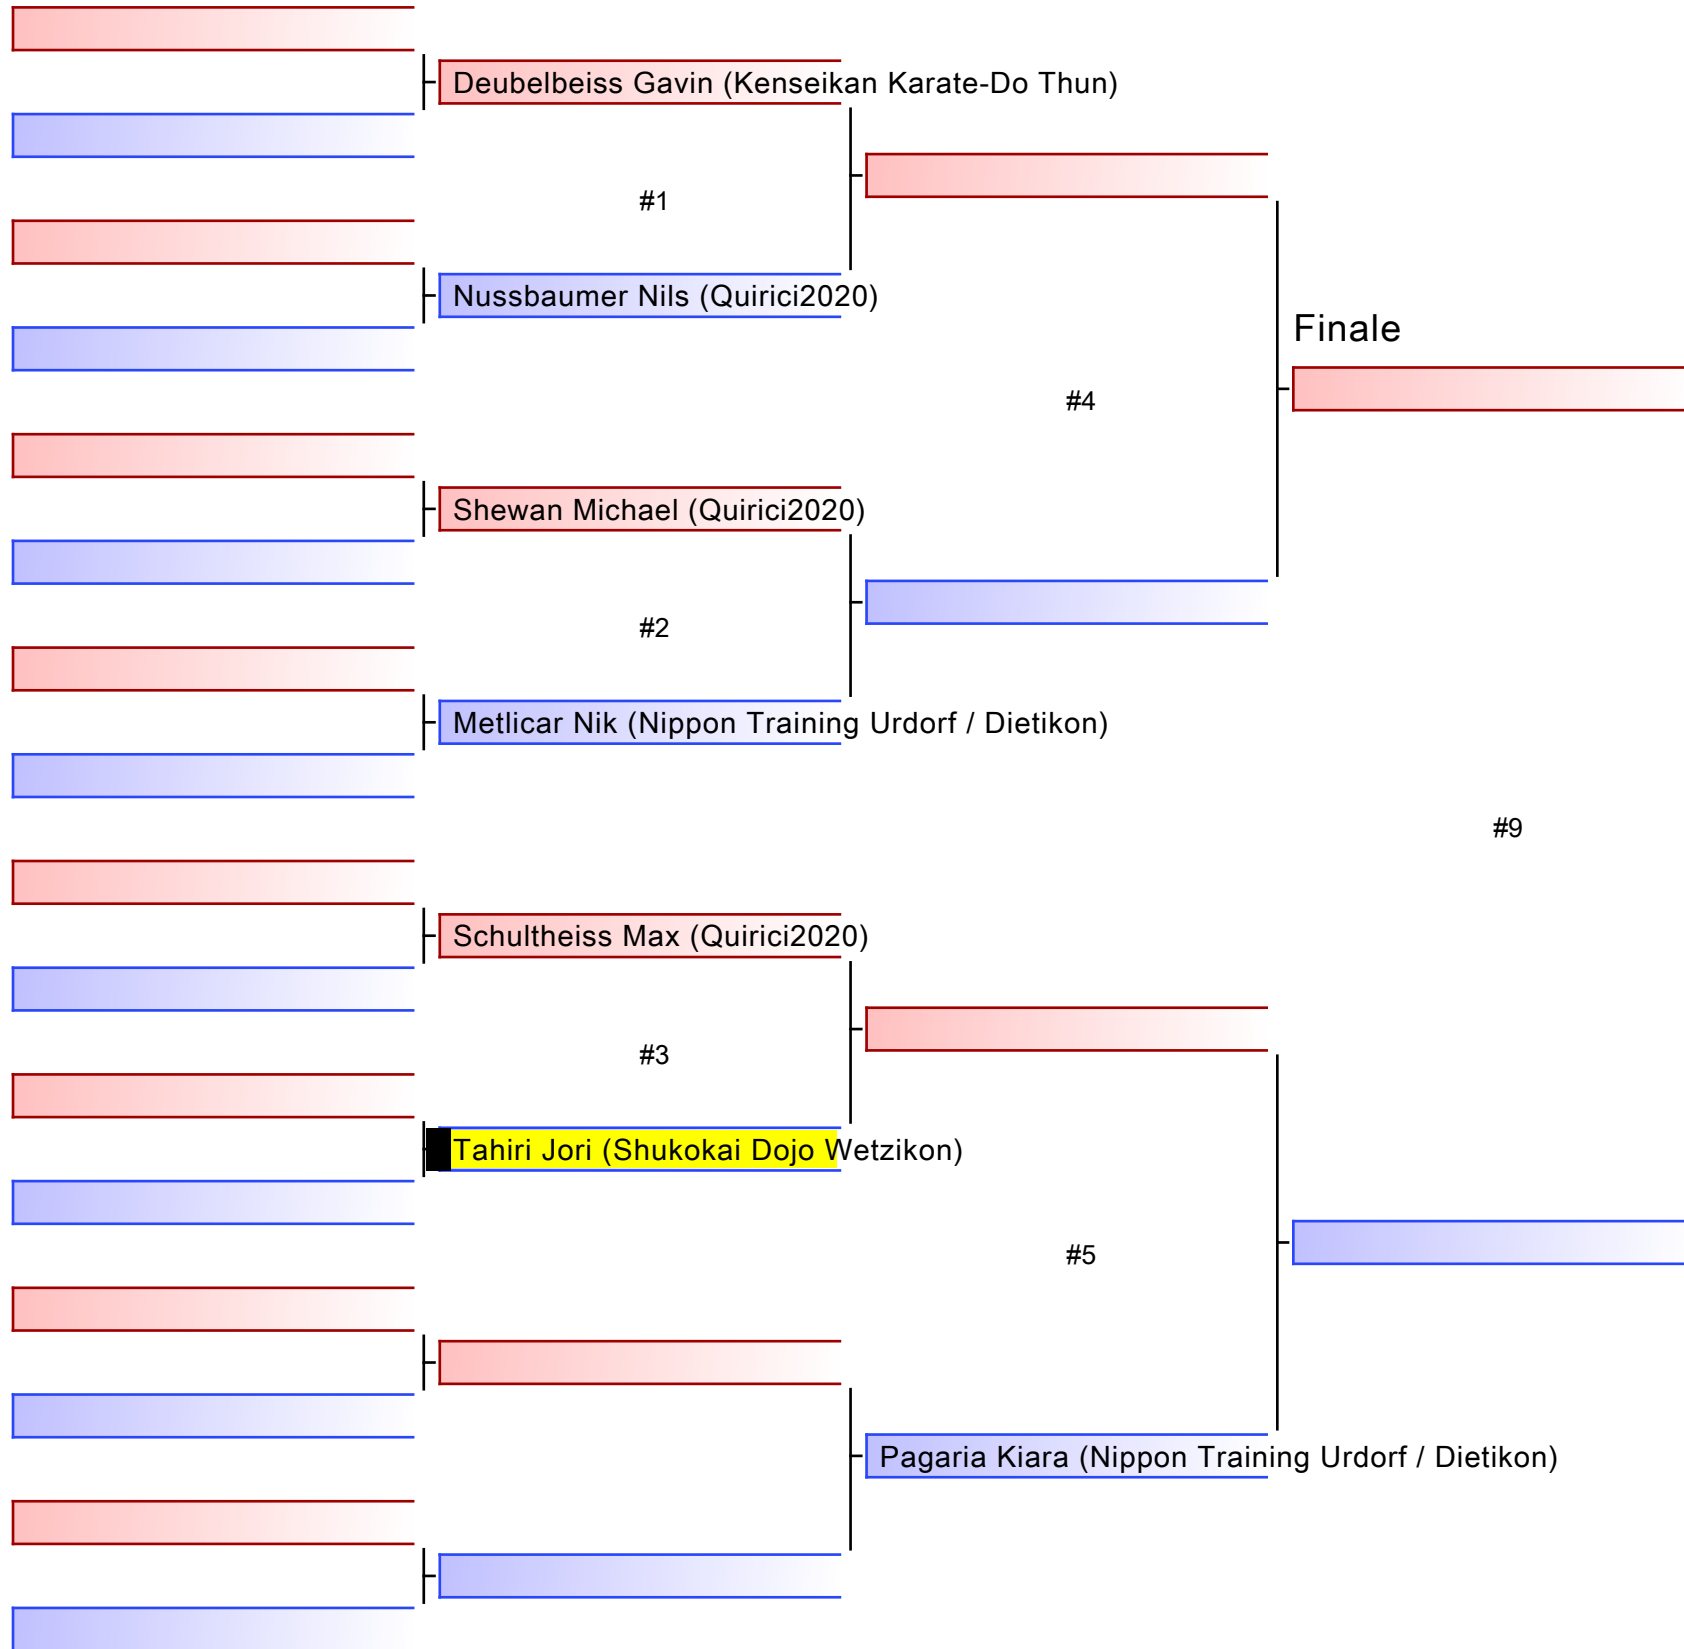 Deubelbeiss Gavin (Kenseikan Karate-Do Thun)
#1
Nussbaumer Nils (Quirici2020)
Finale
#4
Shewan Michael (Quirici2020)
#2
Metlicar Nik (Nippon Training Urdorf / Dietikon)
#9
Schultheiss Max (Quirici2020)
#3
Tahiri Jori (Shukokai Dojo Wetzikon)
#5
Pagaria Kiara (Nippon Training Urdorf / Dietikon)